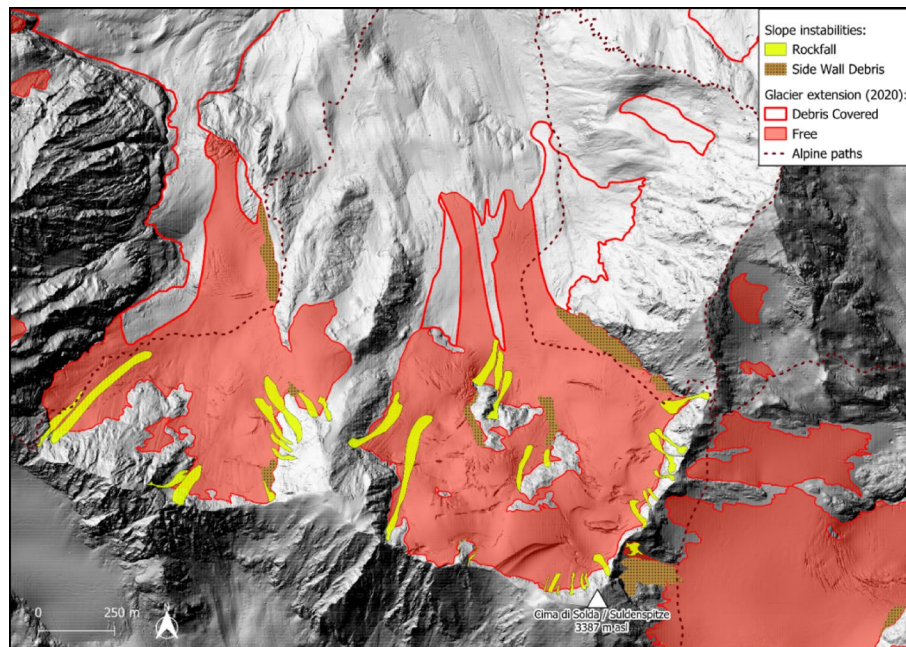 Slope instabilities:
Rockfall
Side Wall Debris
Glacier extension (2020):
Debris Covered
Free
Alpine paths
0 250 m
Cima di Solda / Suldenspitze
3387 m asl